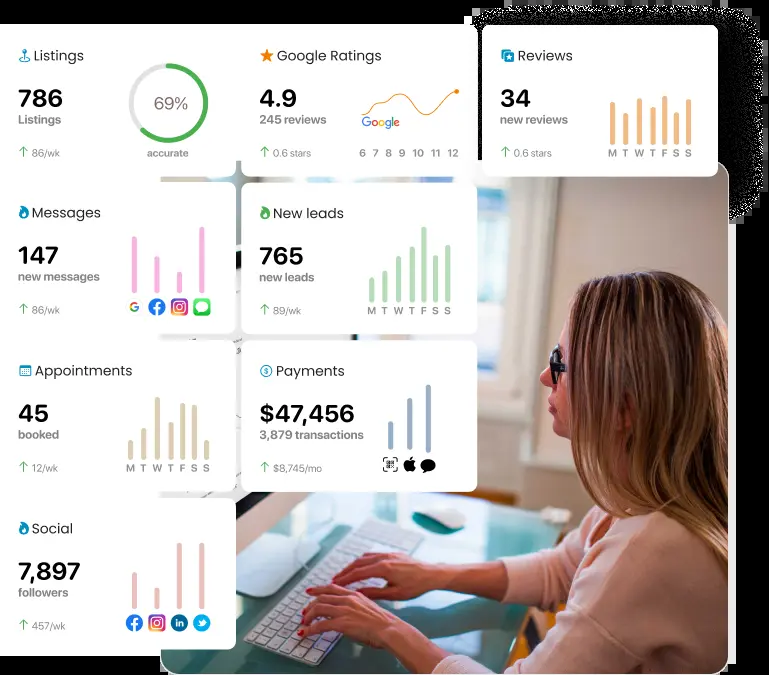 Listings
786
Listings
86/wk
69%
accurate
Google Ratings
4.9
245 reviews
0.6 stars
Google
6 7 8 9 10 11 12
Reviews
34
new reviews
0.6 stars
M T W T F S S
Messages
147
new messages
86/wk
G
New leads
765
new leads
89/wk
M T W T F S S
Appointments
45
booked
12/wk
M T W T F S S
$
Payments
$47,456
3,879 transactions
$8,745/mo
Social
7,897
followers
457/wk
in